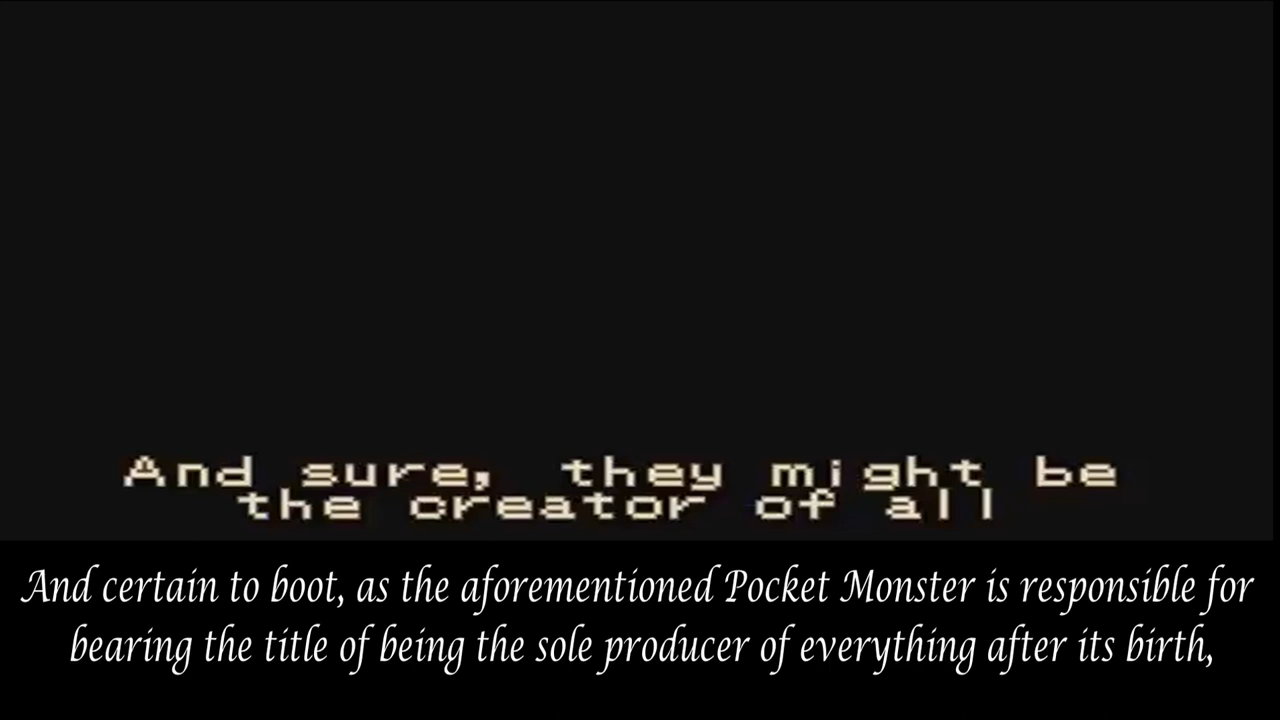 And sure, they might be
the creator of all
And certain to boot, as the aforementioned Pocket Monster is responsible for
bearing the title of being the sole producer of everything after its birth,